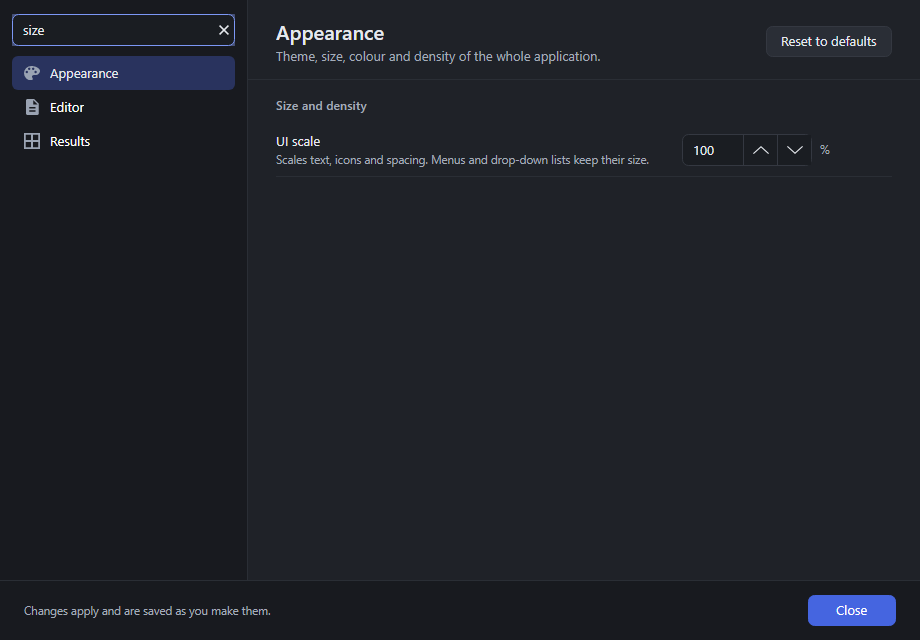 size
Appearance
Editor
Results
Appearance
Theme, size, colour and density of the whole application.
Reset to defaults
Size and density
UI scale
Scales text, icons and spacing. Menus and drop-down lists keep their size.
100
%
Changes apply and are saved as you make them.
Close